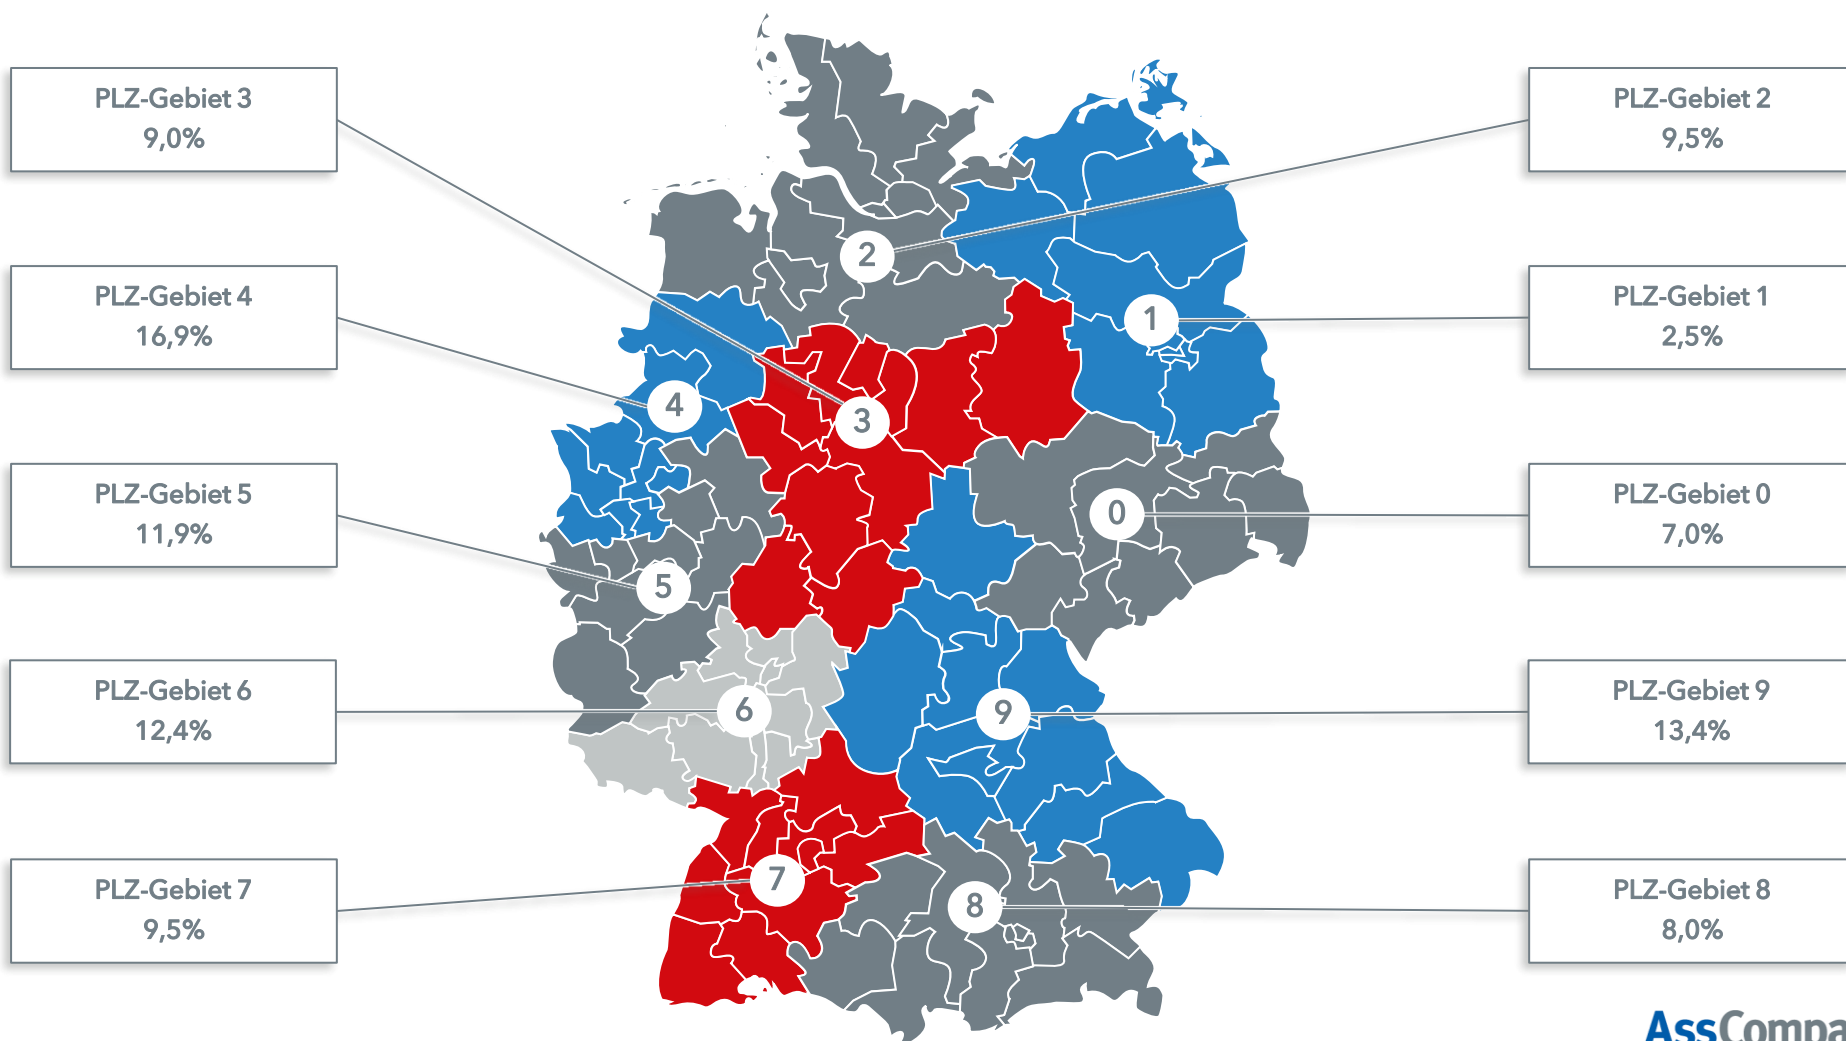 PLZ-Gebiet 3
9,0%
PLZ-Gebiet 4
16,9%
PLZ-Gebiet 5
11,9%
PLZ-Gebiet 6
12,4%
PLZ-Gebiet 7
9,5%
2
1
4
3
0
5
6
9
7
8
PLZ-Gebiet 2
9,5%
PLZ-Gebiet 1
2,5%
PLZ-Gebiet 0
7,0%
PLZ-Gebiet 9
13,4%
PLZ-Gebiet 8
8,0%
AssCompa